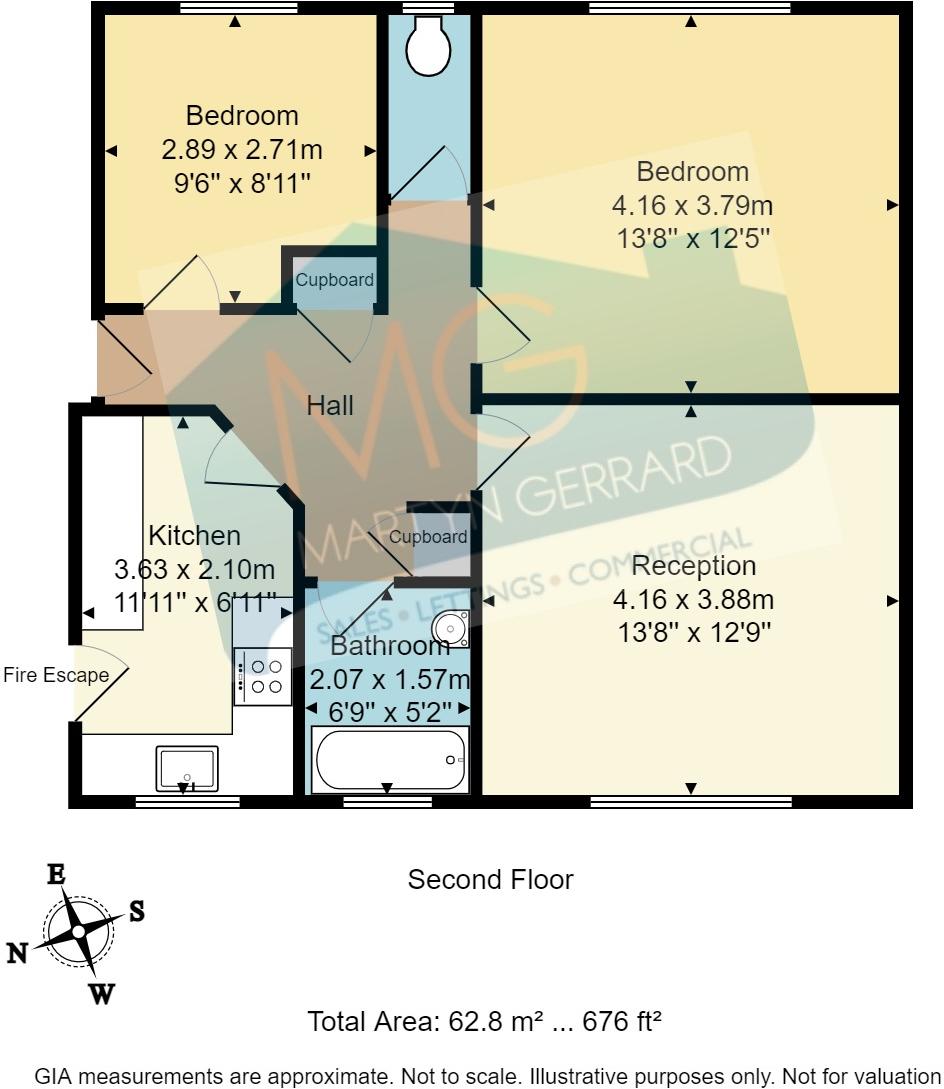 Bedroom
2.89 x 2.71m
9'6" x 8'11"
Bedroom
4.16 x 3.79m
13'8" x 12'5"
Cupboard
Hall
MG
MARTYN GERRARD
SALES • LETTINGS • COMMERCIAL
Kitchen
3.63 x 2.10m
11'11" x 6'11"
Cupboard
Reception
4.16 x 3.88m
13'8" x 12'9"
Fire Escape
Bathroom
2.07 x 1.57m
6'9" x 5'2"
Second Floor
E
S
N
W
Total Area: 62.8 m² ... 676 ft²
GIA measurements are approximate. Not to scale. Illustrative purposes only. Not for valuation